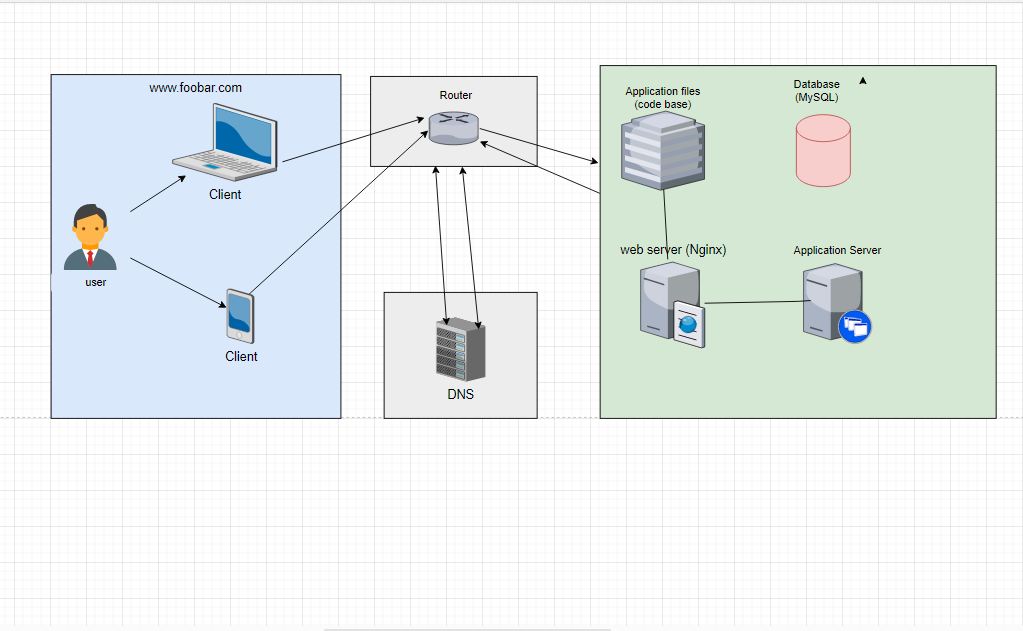 www.foobar.com
Client
user
Client
Router
DNS
Application files
(code base)
Database
(MySQL)
web server (Nginx)
Application Server